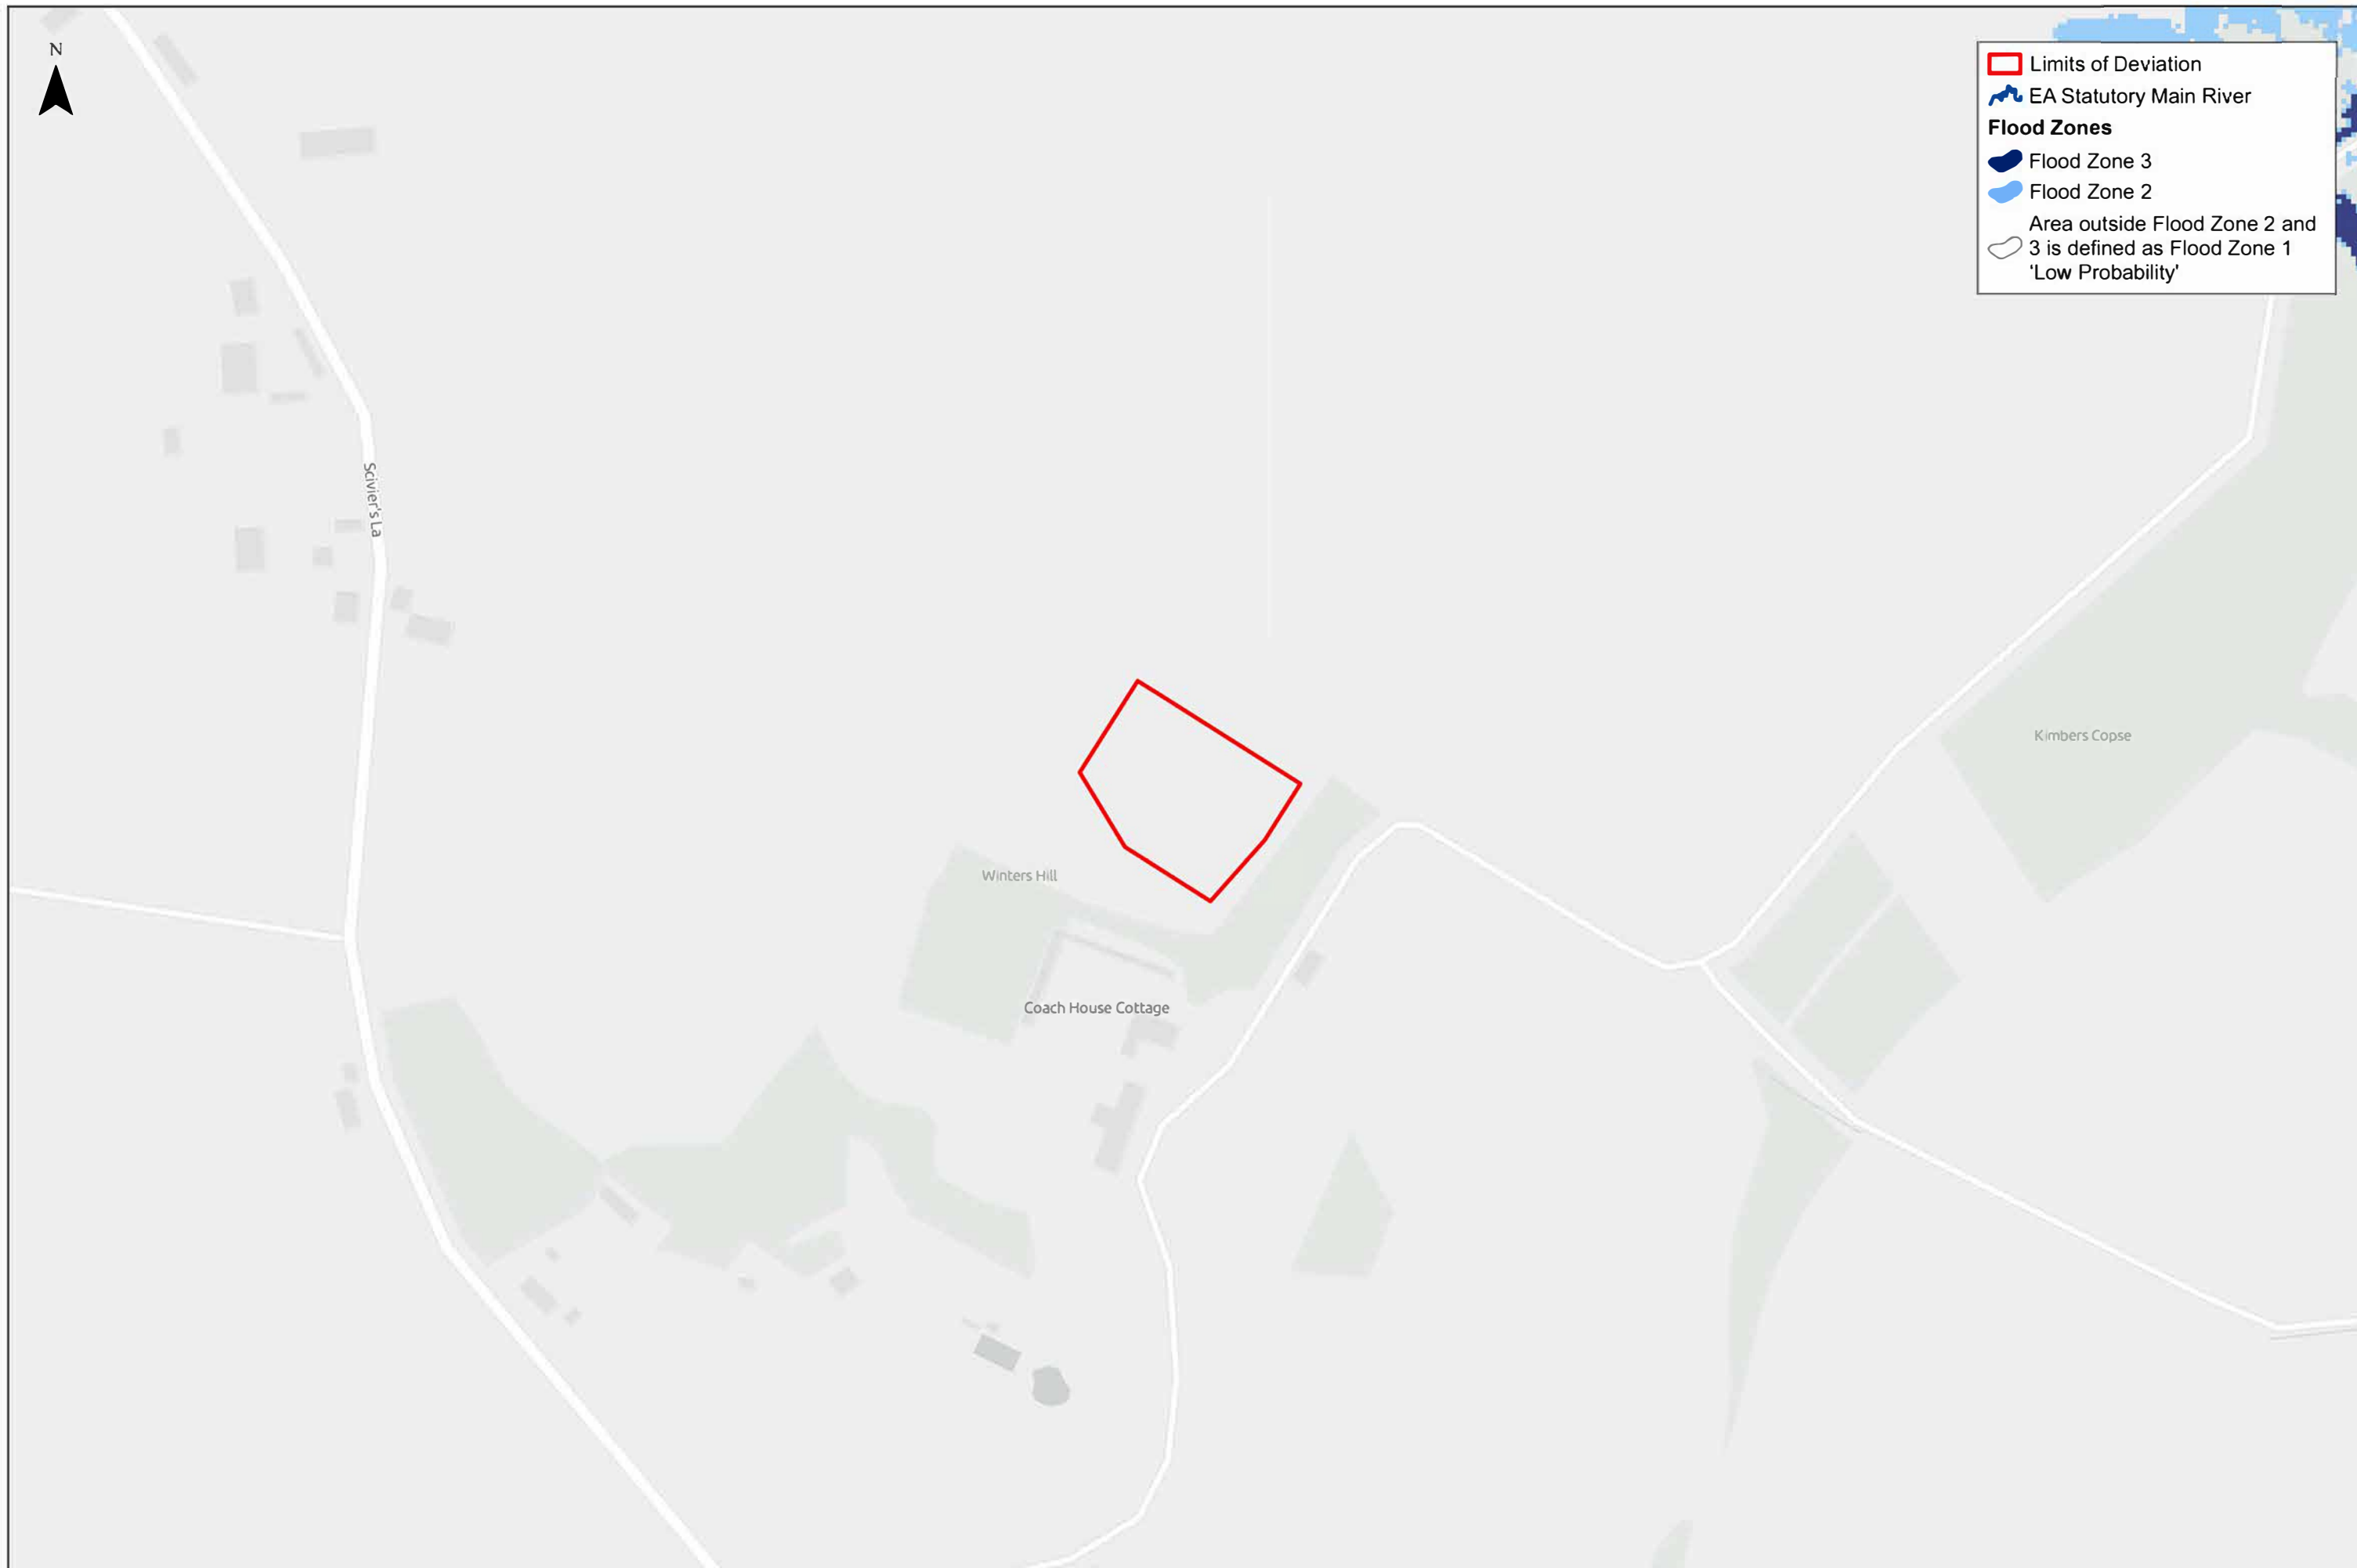 N
Limits of Deviation
EA Statutory Main River
Flood Zones
Flood Zone 3
Flood Zone 2
Area outside Flood Zone 2 and
3 is defined as Flood Zone 1
‘Low Probability'
Scivier's La
Kimbers Copse
Winters Hill
Coach House Cottage